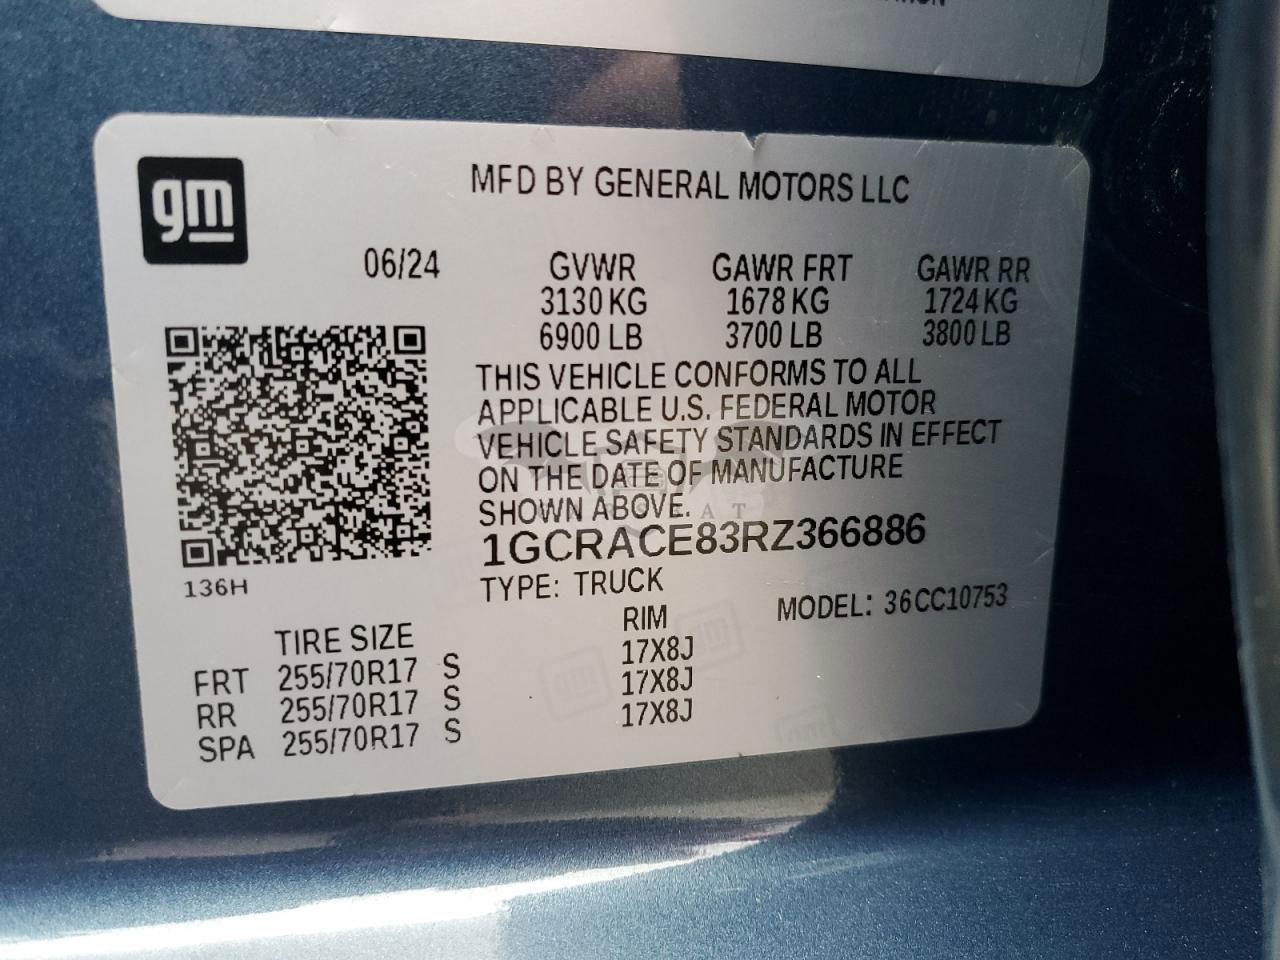 gm
MFD BY GENERAL MOTORS LLC
06/24 GVWR GAWR FRT GAWR RR
3130 KG 1678 KG 1724 KG
6900 LB 3700 LB 3800 LB
THIS VEHICLE CONFORMS TO ALL
APPLICABLE U.S. FEDERAL MOTOR
VEHICLE SAFETY STANDARDS IN EFFECT
ON THE DATE OF MANUFACTURE
SHOWN ABOVE.
1GCRACE83RZ366886
136H
TYPE: TRUCK MODEL: 36CC10753
TIRE SIZE RIM
FRT 255/70R17 S 17X8J
RR 255/70R17 S 17X8J
SPA 255/70R17 S 17X8J